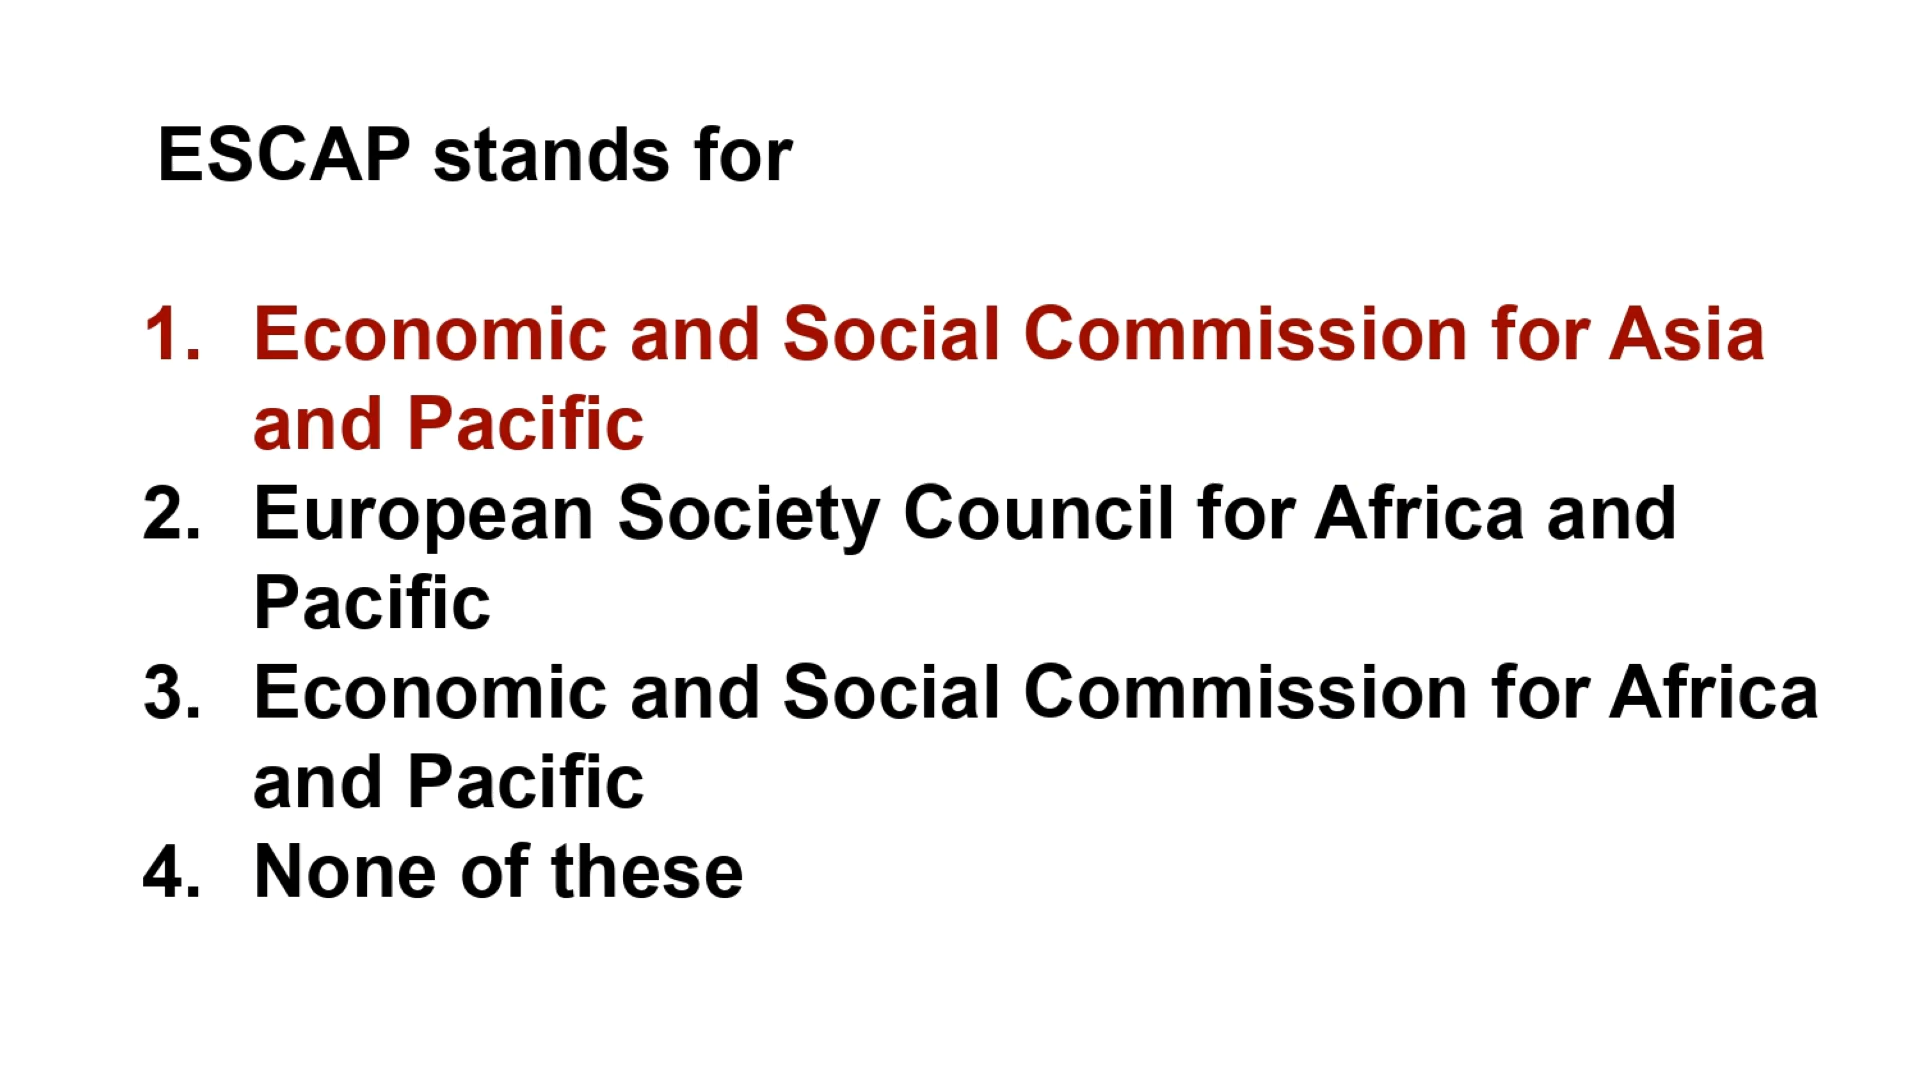 ESCAP stands for
1. Economic and Social Commission for Asia
and Pacific
2. European Society Council for Africa and
Pacific
3. Economic and Social Commission for Africa
and Pacific
4. None of these